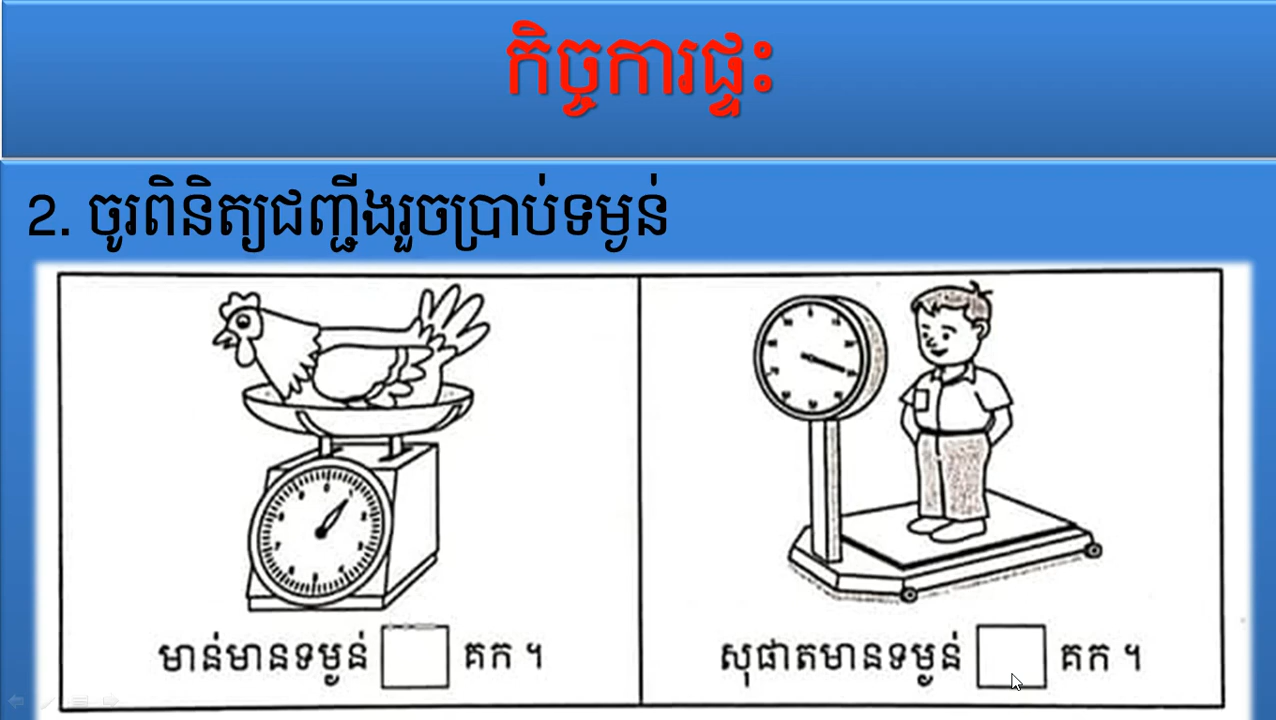 កិច្ចការផ្ទះ
2. ចូរពិនិត្យជញ្ជីងរួចប្រាប់ទម្ងន់
មាន់មានទម្ងន់ គក ។
សុផាតមានទម្ងន់ គក ។